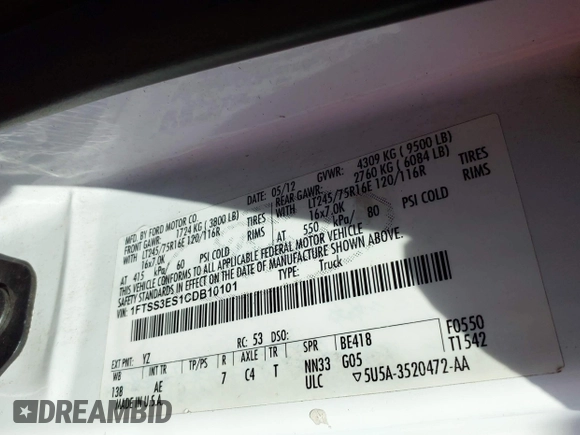 MFD. BY FORD MOTOR CO.
DATE: 05/12 GVWR: 4309 KG ( 9500 LB)
FRONT GAWR: 1724 KG ( 3800 LB)
REAR GAWR: 2760 KG ( 6084 LB)
WITH LT245/75R16E 120/116R TIRES
WITH LT245/75R16E 120/116R TIRES
16x7.0K RIMS
16x7.0K RIMS
AT 415 kPa/ 60 PSI COLD
AT 550 kPa/ 80 PSI COLD
THIS VEHICLE CONFORMS TO ALL APPLICABLE FEDERAL MOTOR VEHICLE
SAFETY STANDARDS IN EFFECT ON THE DATE OF MANUFACTURE SHOWN ABOVE.
VIN: 1FTSS3ES1CDB10101
TYPE: Truck
EXT PNT: YZ RC: 53 DSO: F0550
WB INT TR TP/PS R AXLE TR SPR BE418 T1542
138 AE 7 C4 T NN33 G05
MADE IN U.S.A. ULC ▽5U5A-3520472-AA
DREAMBID